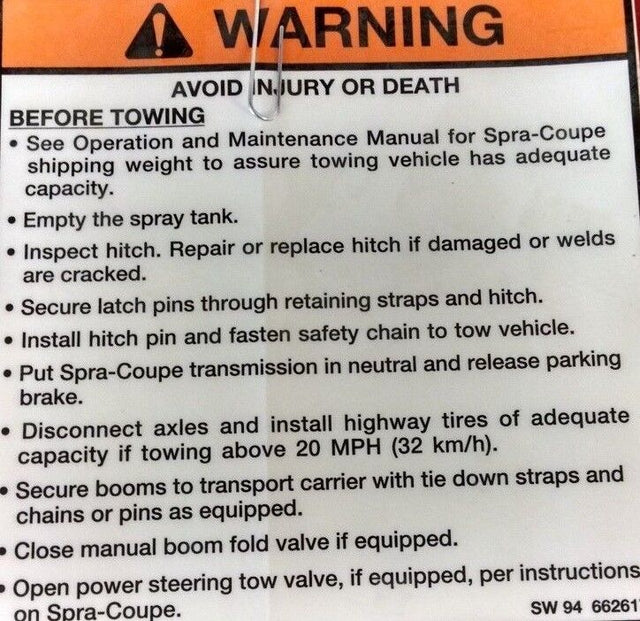 WARNING
AVOID INJURY OR DEATH
BEFORE TOWING
• See Operation and Maintenance Manual for Spra-Coupe
shipping weight to assure towing vehicle has adequate
capacity.
• Empty the spray tank.
• Inspect hitch. Repair or replace hitch if damaged or welds
are cracked.
• Secure latch pins through retaining straps and hitch.
• Install hitch pin and fasten safety chain to tow vehicle.
• Put Spra-Coupe transmission in neutral and release parking
brake.
• Disconnect axles and install highway tires of adequate
capacity if towing above 20 MPH (32 km/h).
• Secure booms to transport carrier with tie down straps and
chains or pins as equipped.
• Close manual boom fold valve if equipped.
• Open power steering tow valve, if equipped, per instructions
on Spra-Coupe.
SW 94 662617